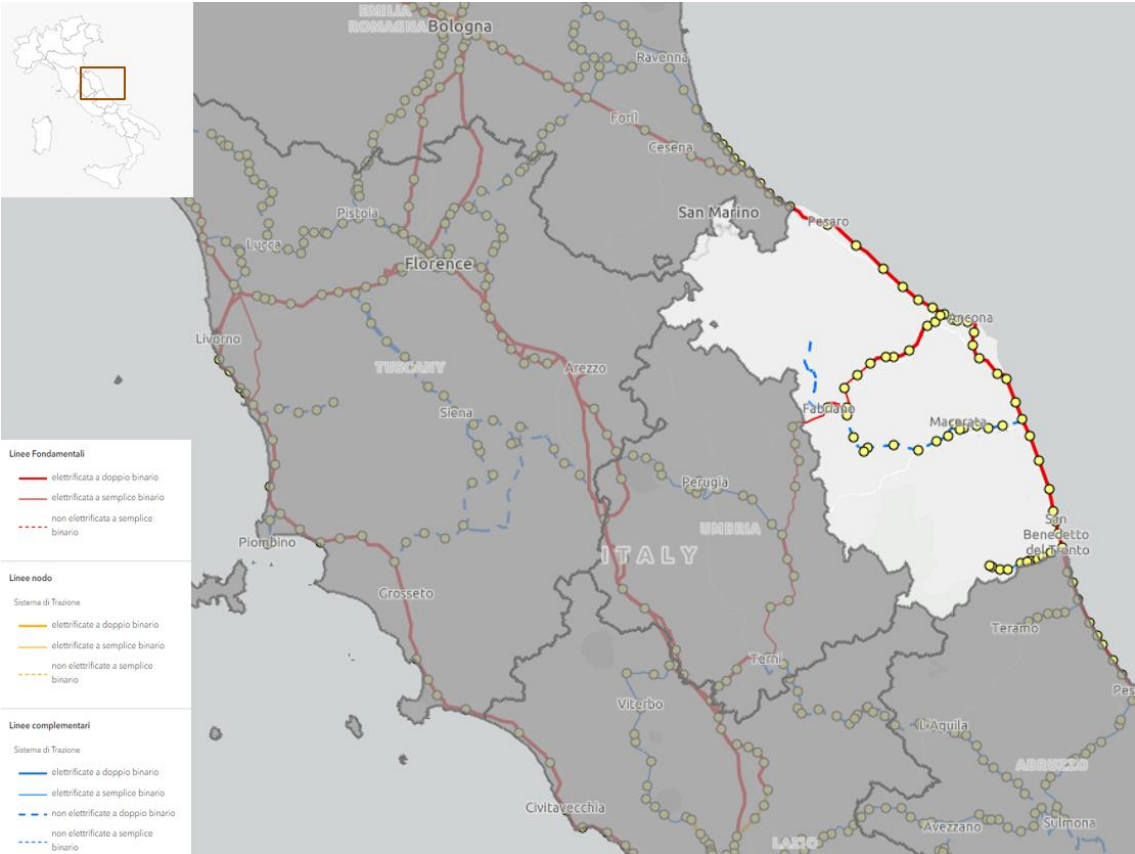 EMILIA
ROMAGNA
Bologna
Ravenna
Forlì
Cesena
San Marino
Pesaro
Pistoia
Lucca
Florence
Ancona
Livorno
TUSCANY
Arezzo
Siena
Fabriano
Macerata
Perugia
UMBRIA
San
Benedetto
del Tronto
Piombino
ITALY
Grosseto
Teramo
Terni
Pes
Viterbo
L'Aquila
ABRUZZO
Civitavecchia
Avezzano
Sulmona
LAZIO
Linee Fondamentali
elettrificata a doppio binario
elettrificata a semplice binario
non elettrificata a semplice
binario
Linee nodo
Sistema di Trazione
elettrificate a doppio binario
elettrificate a semplice binario
non elettrificate a semplice
binario
Linee complementari
Sistema di Trazione
elettrificate a doppio binario
elettrificate a semplice binario
non elettrificate a doppio binario
non elettrificate a semplice
binario